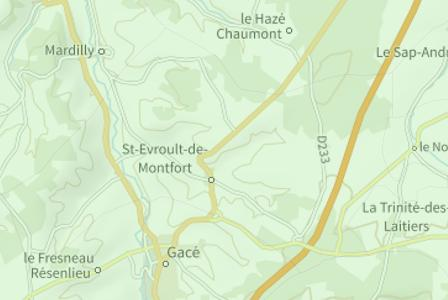 le Hazé
Chaumont
Mardilly
Le Sap-And
D233
St-Evroult-de-
Montfort
le No
La Trinité-des-
Laitiers
Gacé
le Fresneau
Résenlieu